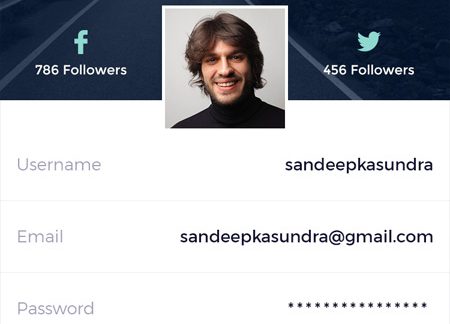 786 Followers
456 Followers
Username sandeepkasundra
Email sandeepkasundra@gmail.com
Password ****************